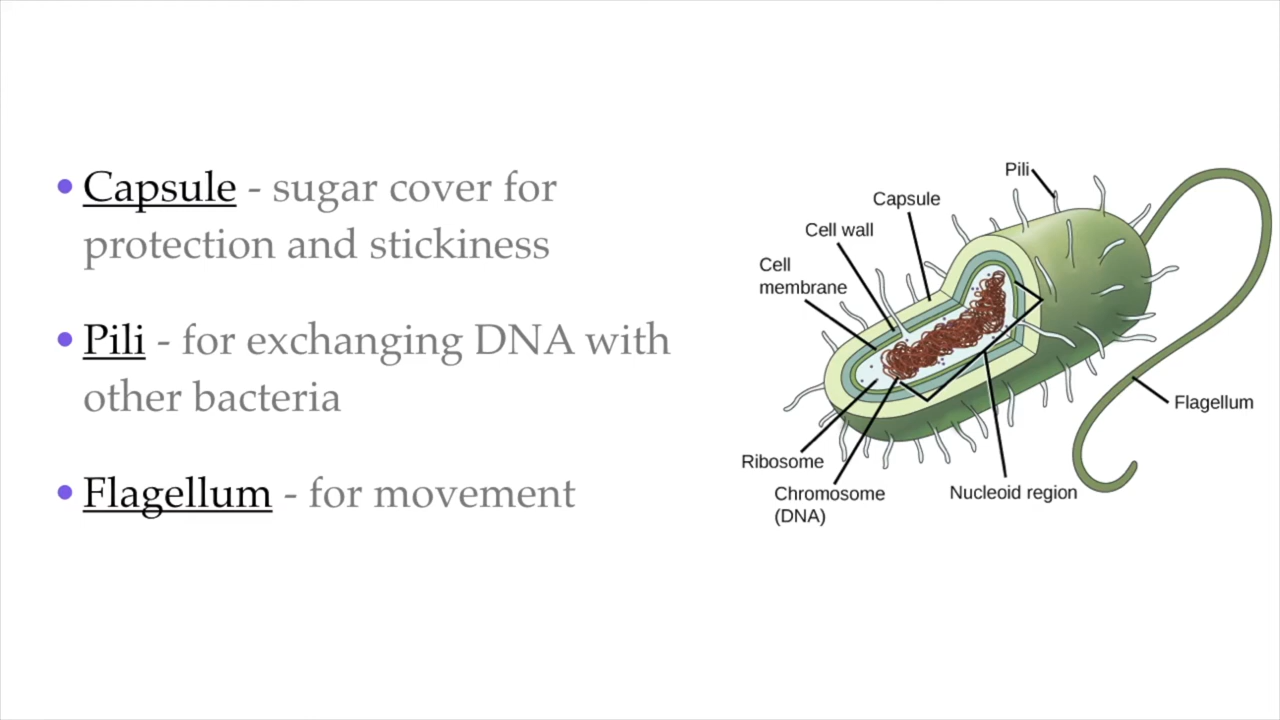 • Capsule - sugar cover for
protection and stickiness
• Pili - for exchanging DNA with
other bacteria
• Flagellum - for movement
Pili
Capsule
Cell wall
Cell
membrane
Ribosome
Chromosome
(DNA)
Nucleoid region
Flagellum